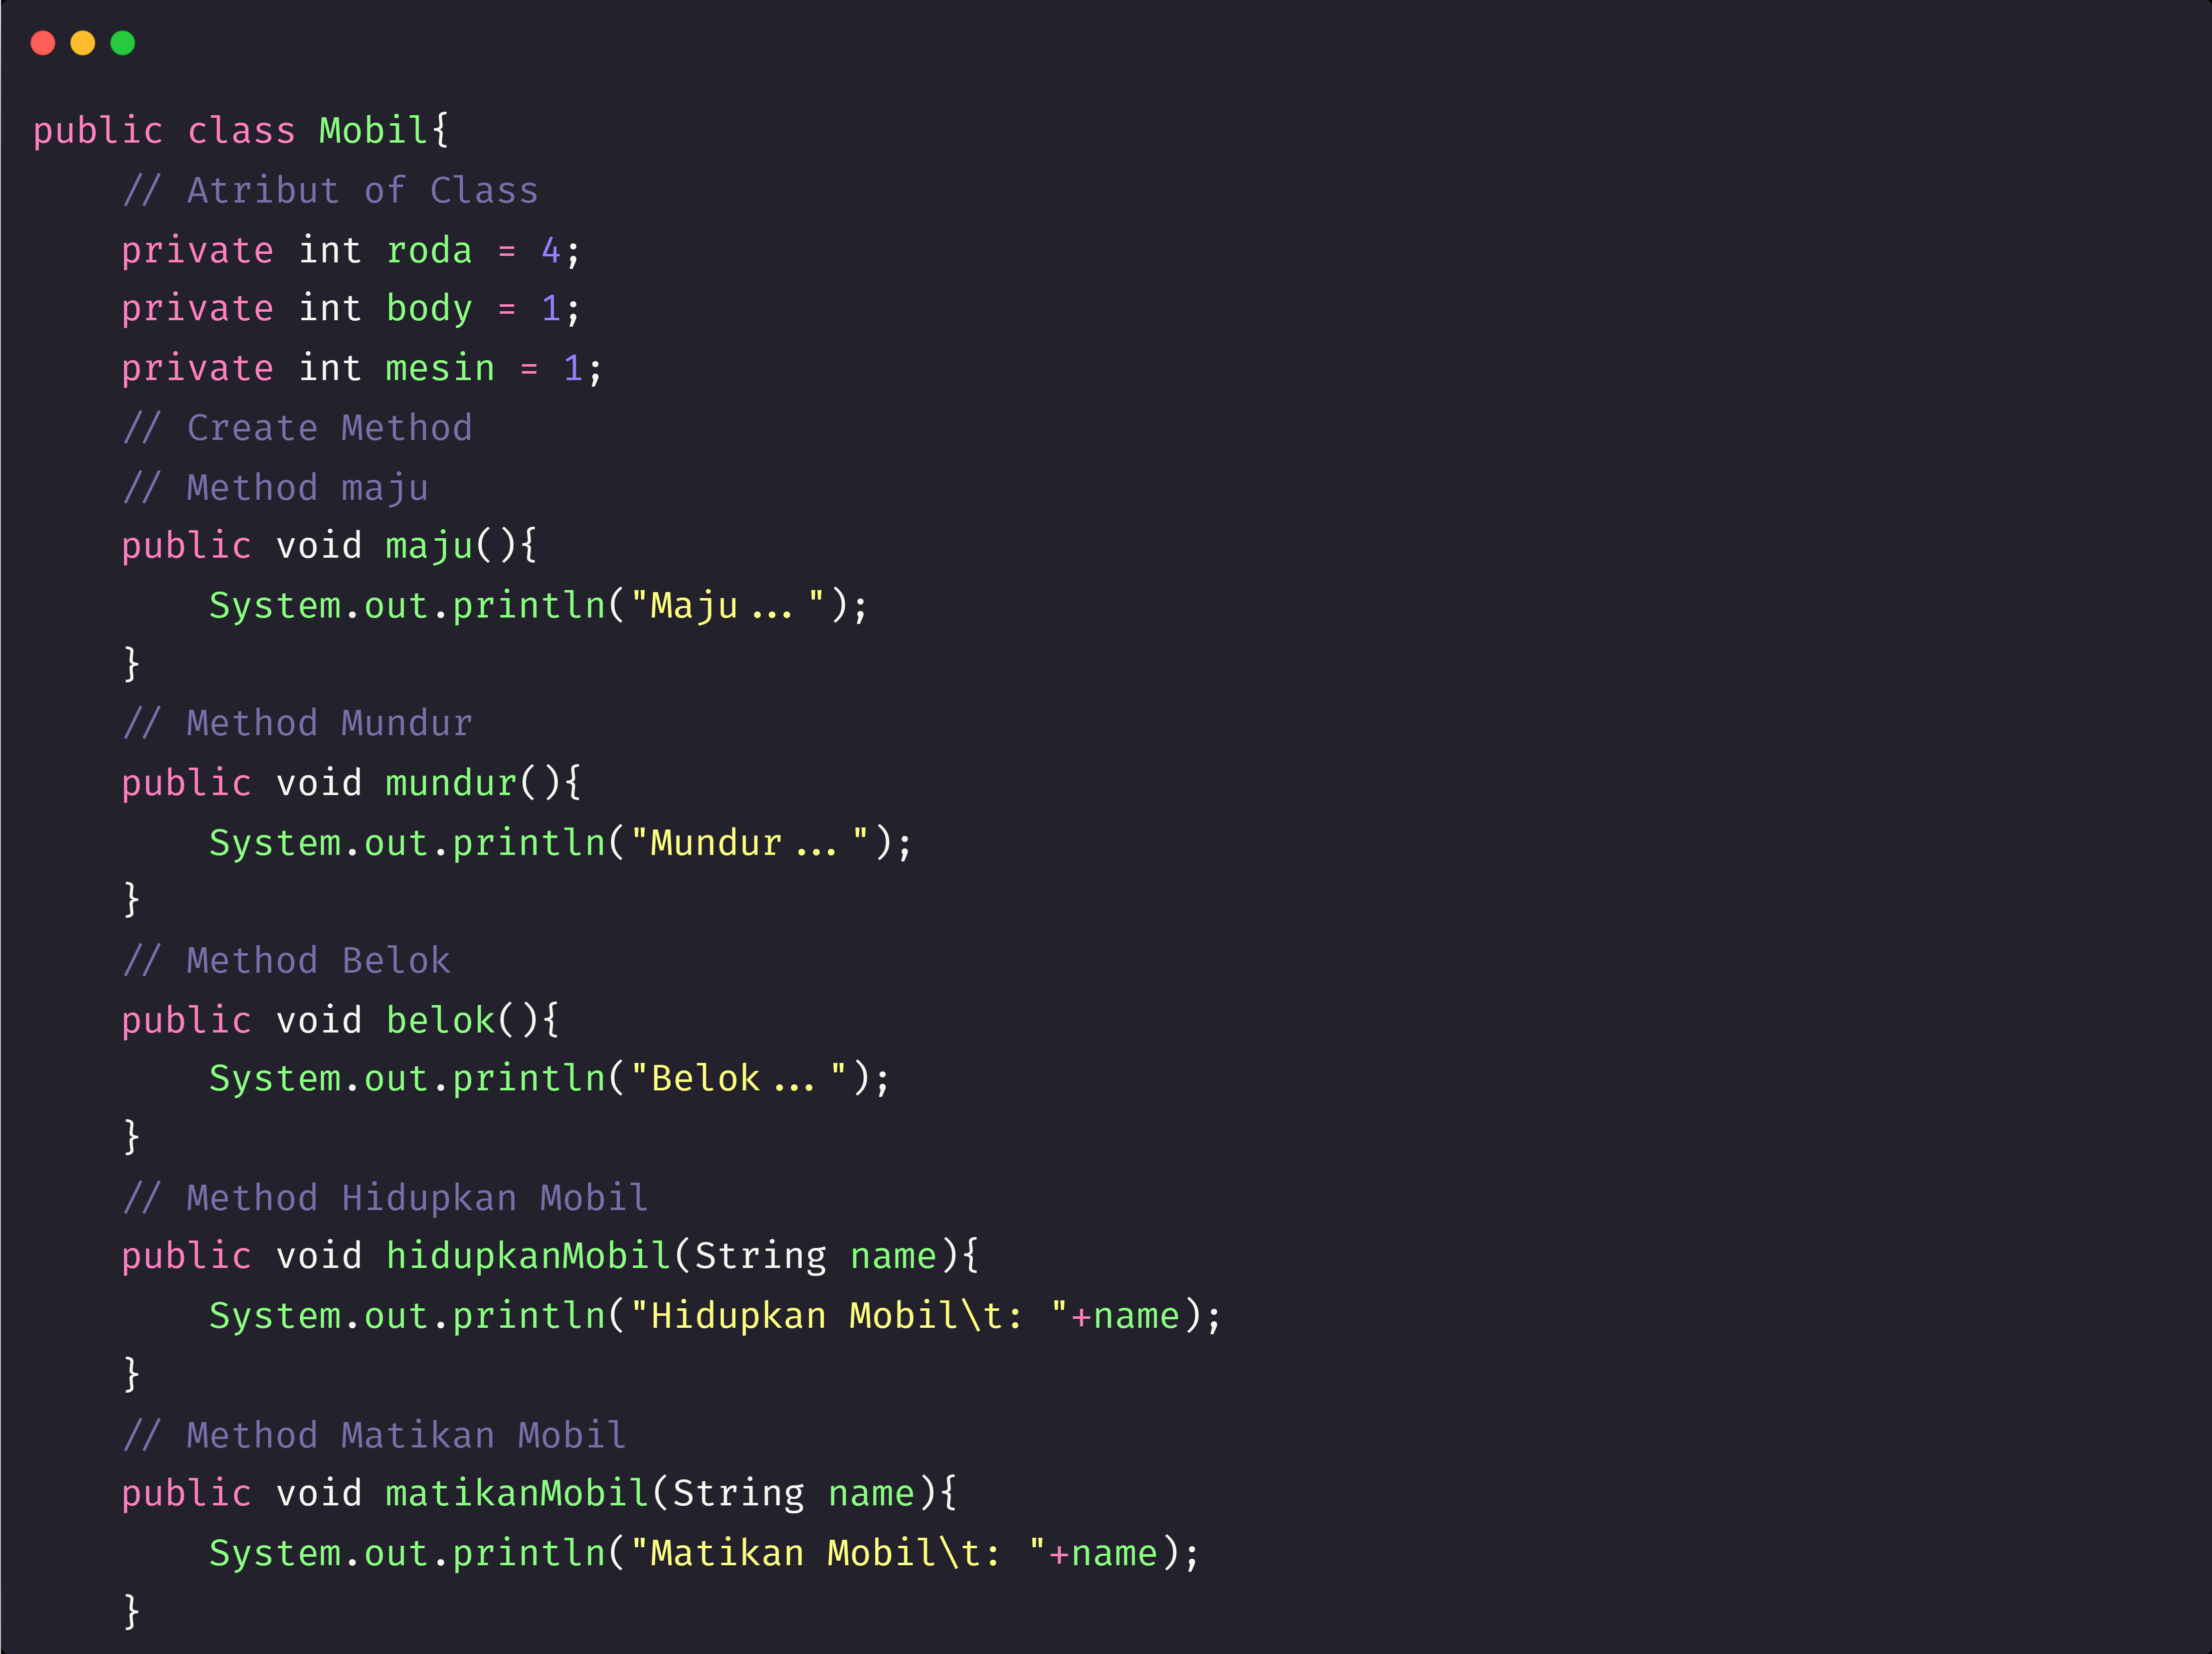 public class Mobil{
    // Atribut of Class
    private int roda = 4;
    private int body = 1;
    private int mesin = 1;
    // Create Method
    // Method maju
    public void maju(){
        System.out.println("Maju...");
    }
    // Method Mundur
    public void mundur(){
        System.out.println("Mundur...");
    }
    // Method Belok
    public void belok(){
        System.out.println("Belok...");
    }
    // Method Hidupkan Mobil
    public void hidupkanMobil(String name){
        System.out.println("Hidupkan Mobil\t: "+name);
    }
    // Method Matikan Mobil
    public void matikanMobil(String name){
        System.out.println("Matikan Mobil\t: "+name);
    }